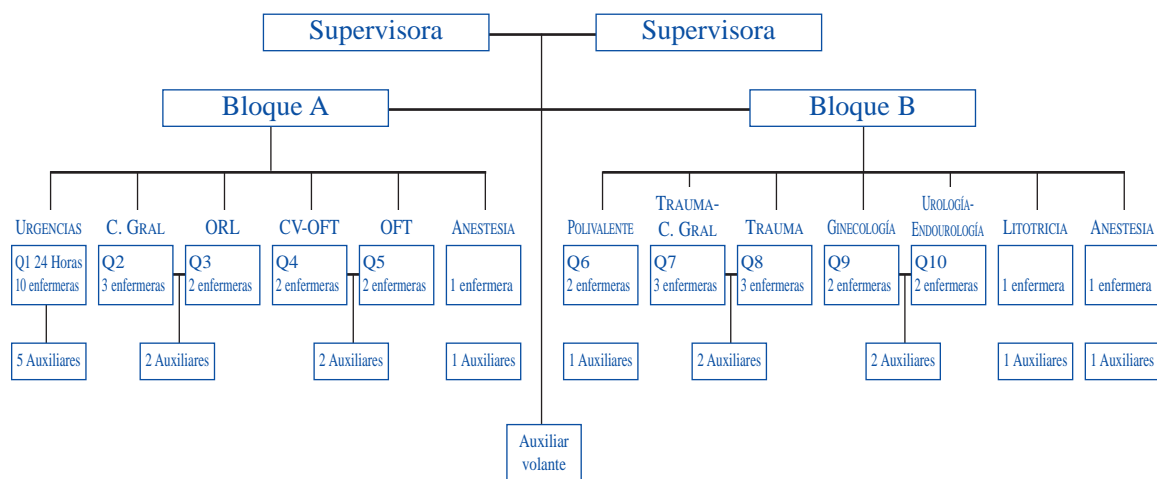 Supervisora
Supervisora
Bloque A
Bloque B
URGENCIAS
C. GRAL
ORL
CV-OFT
OFT
ANESTESIA
POLIVALENTE
TRAUMA-
C. GRAL
TRAUMA
GINECOLOGÍA
UROLOGÍA-
ENDOUROLOGÍA
LITOTRICIA
ANESTESIA
Q1 24 Horas
10 enfermeras
Q2
3 enfermeras
Q3
2 enfermeras
Q4
2 enfermeras
Q5
2 enfermeras
1 enfermera
Q6
2 enfermeras
Q7
3 enfermeras
Q8
3 enfermeras
Q9
2 enfermeras
Q10
2 enfermeras
1 enfermera
1 enfermera
5 Auxiliares
2 Auxiliares
2 Auxiliares
1 Auxiliares
1 Auxiliares
2 Auxiliares
2 Auxiliares
1 Auxiliares
1 Auxiliares
Auxiliar
volante